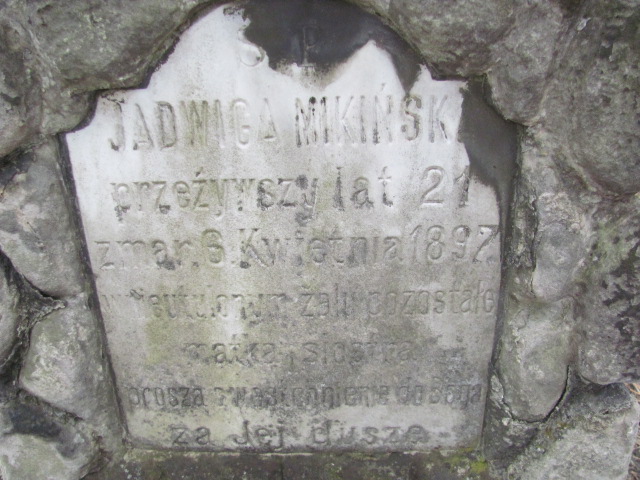 Ś P
JADWIGA MIKIŃSKA
przeżywszy lat 21
zmar. 6. Kwietnia 1897
w nieutulonym żalu pozostałe
matka i siostra
proszą o westchnienie do Boga
za Jej duszę